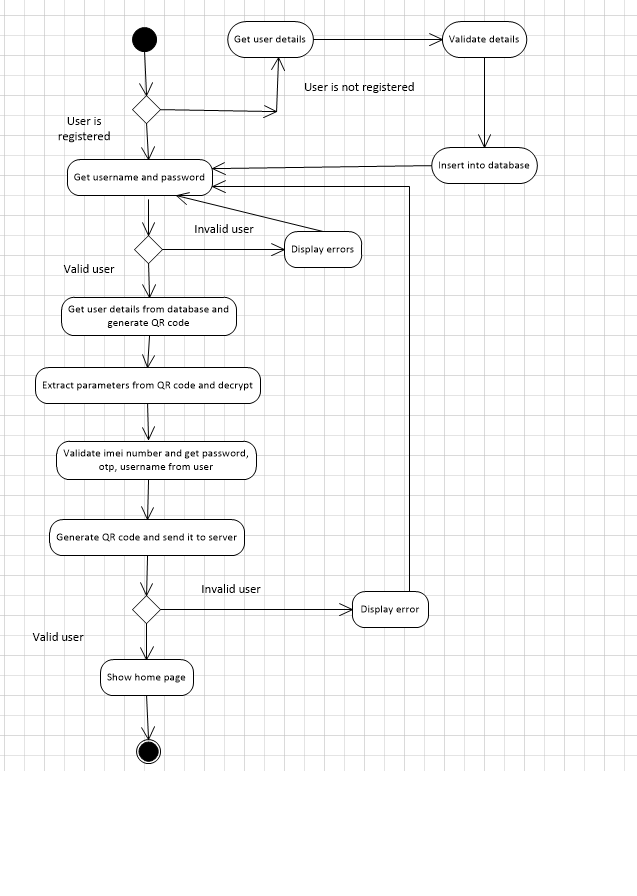 Get user details
Validate details
User is not registered
User is
registered
Get username and password
Insert into database
Invalid user
Display errors
Valid user
Get user details from database and
generate QR code
Extract parameters from QR code and decrypt
Validate imei number and get password,
otp, username from user
Generate QR code and send it to server
Invalid user
Display error
Valid user
Show home page